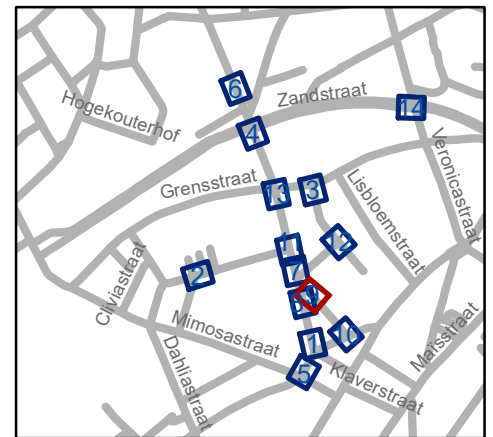 6
Zandstraat
14
Hogekouterhof
4
Veronicastraat
Grensstraat
13
3
Lisbloemstraat
12
1
7
2
Cliviastraat
Mimosastraat
10
1
5
Dahliastraat
Klaverstraat
Maïsstraat